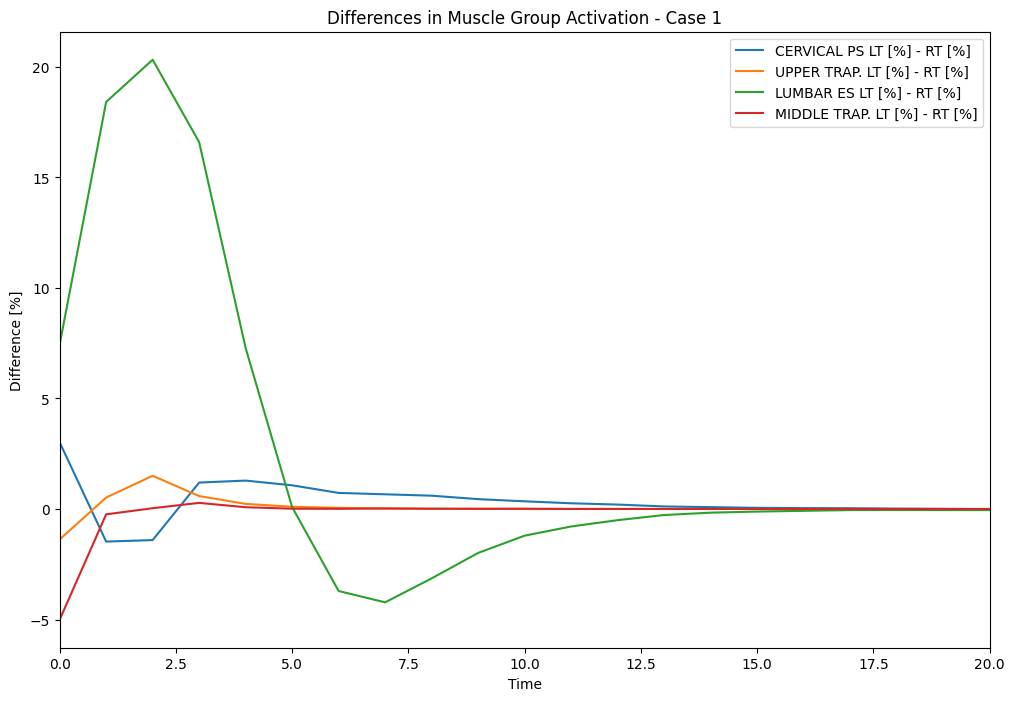 Differences in Muscle Group Activation - Case 1
CERVICAL PS LT [%] - RT [%]
UPPER TRAP. LT [%] - RT [%]
LUMBAR ES LT [%] - RT [%]
MIDDLE TRAP. LT [%] - RT [%]
Difference [%]
20
15
10
5
0
−5
0.0 2.5 5.0 7.5 10.0 12.5 15.0 17.5 20.0
Time